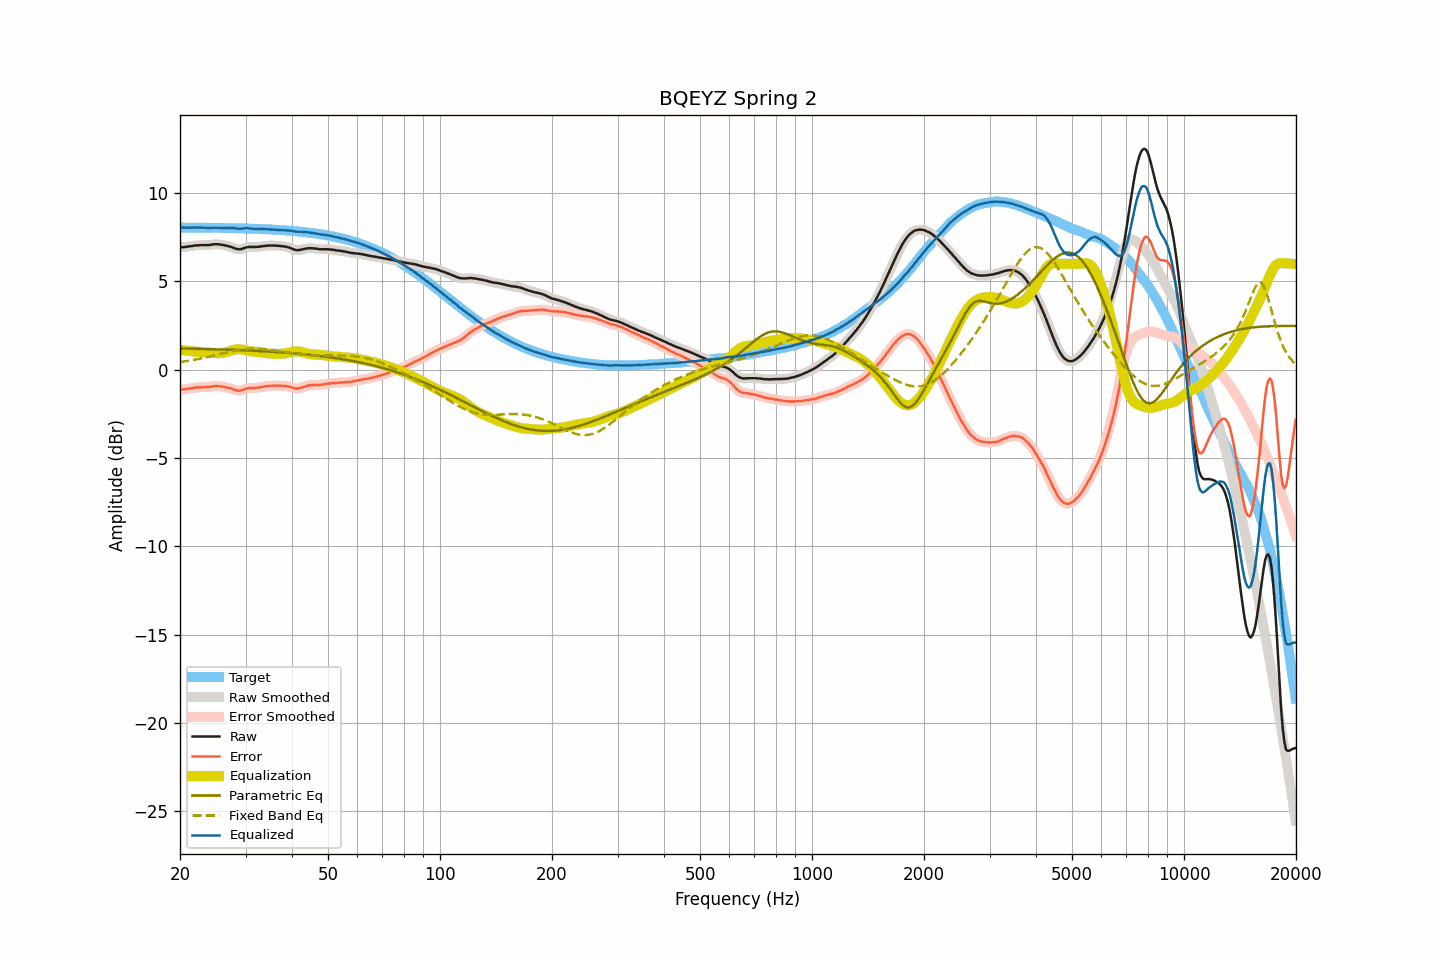 BQEYZ Spring 2
Amplitude (dBr)
10
5
0
−5
−10
−15
−20
−25
Target
Raw Smoothed
Error Smoothed
Raw
Error
Equalization
Parametric Eq
Fixed Band Eq
Equalized
20 50 100 200 500 1000 2000 5000 10000 20000
Frequency (Hz)